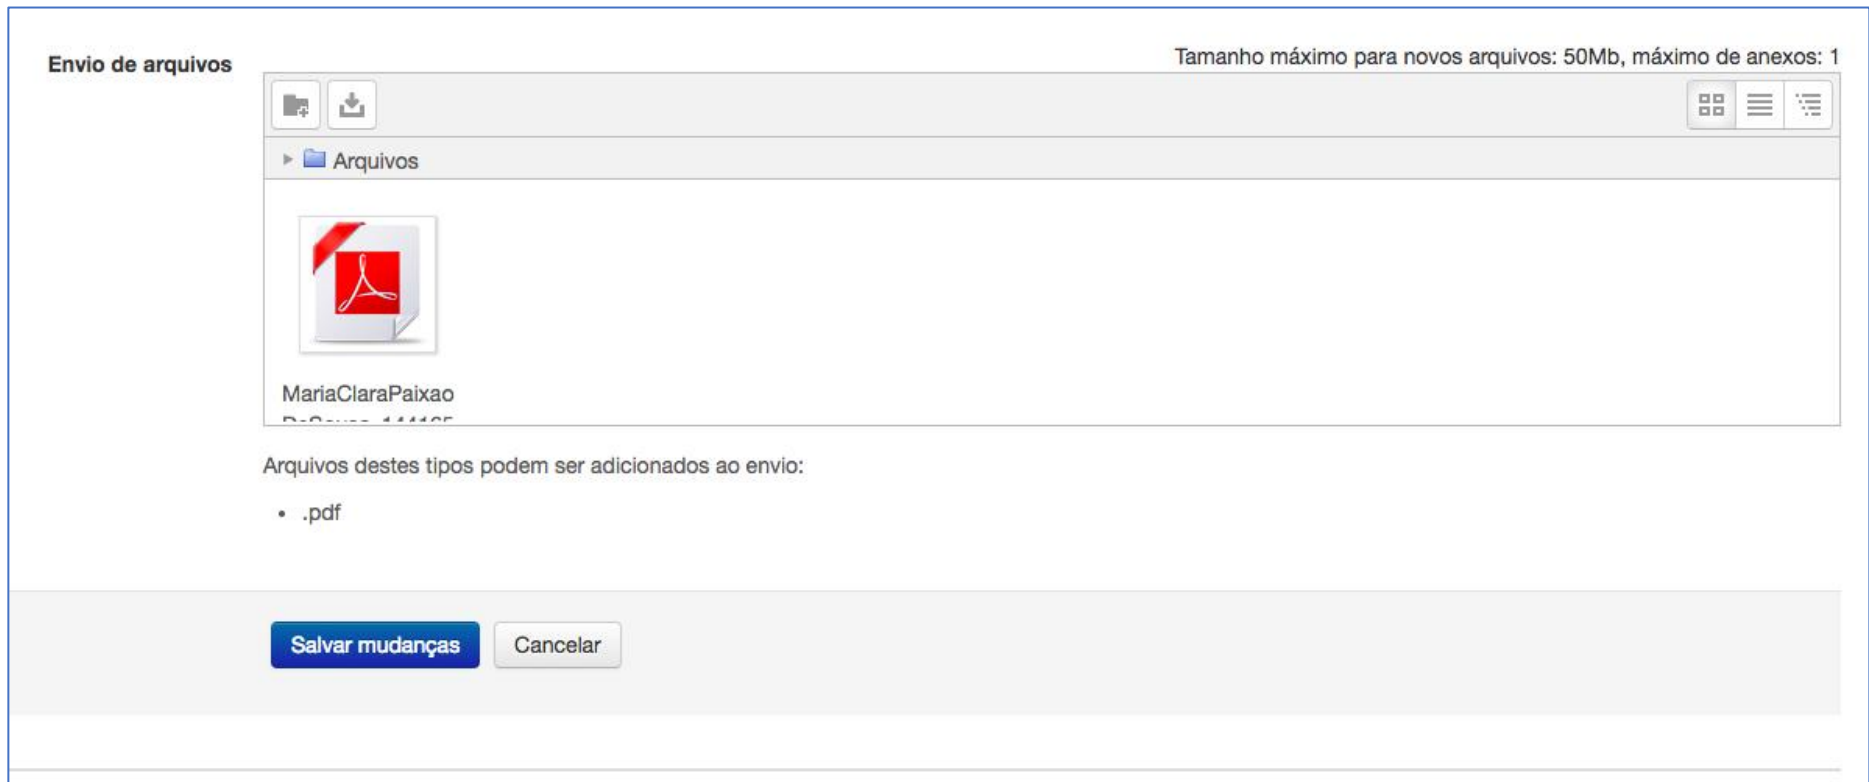 Envio de arquivos
Tamanho máximo para novos arquivos: 50Mb, máximo de anexos: 1
Arquivos
MariaClaraPaixao
Arquivos destes tipos podem ser adicionados ao envio:
• .pdf
Salvar mudanças
Cancelar